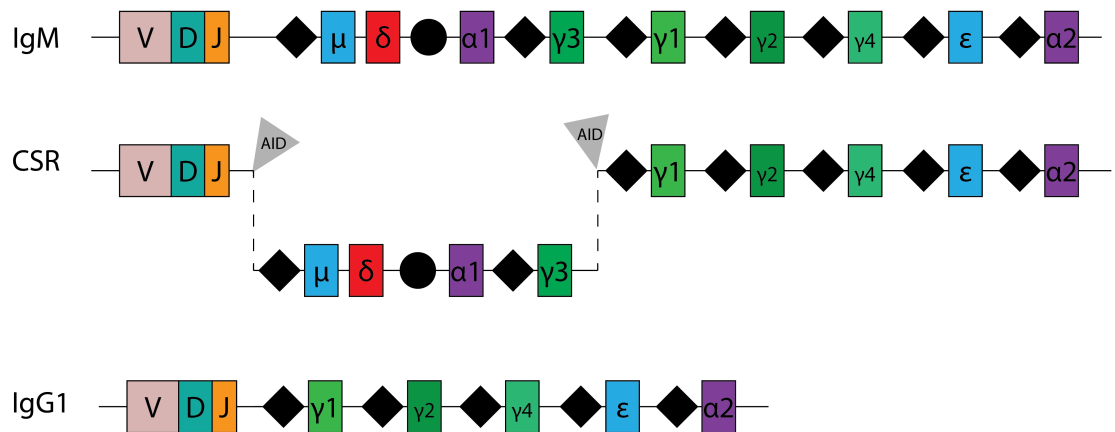 IgM V D J μ δ α1 γ3 γ1 γ2 γ4 ε α2
AID AID
CSR V D J γ1 γ2 γ4 ε α2
μ δ α1 γ3
IgG1 V D J γ1 γ2 γ4 ε α2